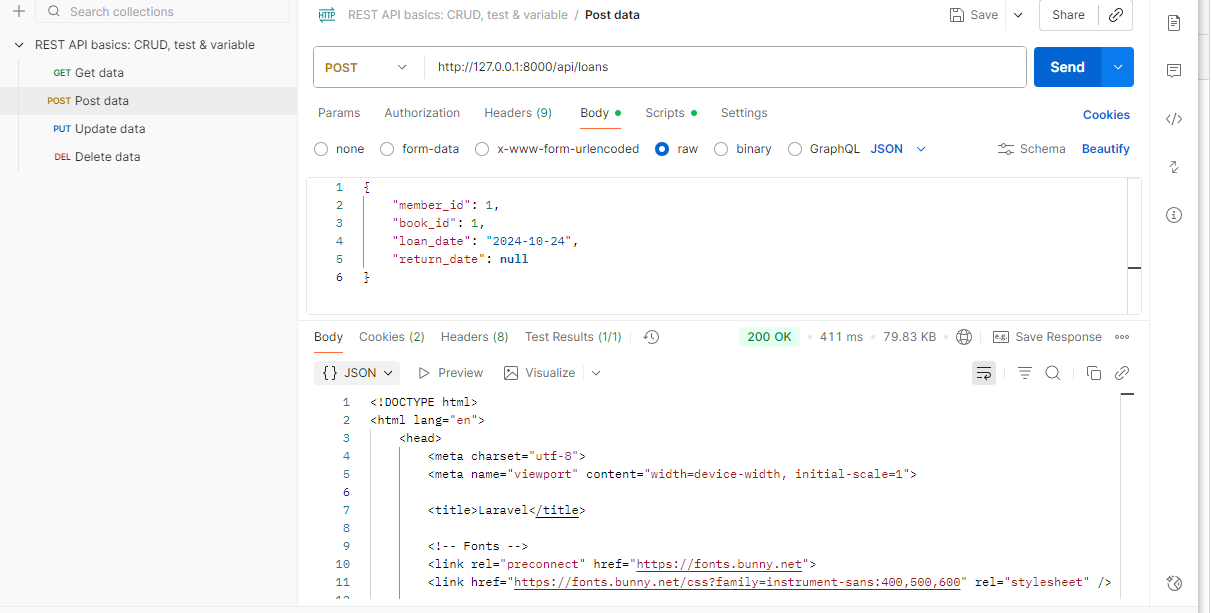 Search collections
REST API basics: CRUD, test & variable
GET Get data
POST Post data
PUT Update data
DEL Delete data
HTTP REST API basics: CRUD, test & variable / Post data
Save
Share
POST
http://127.0.0.1:8000/api/loans
Send
Params Authorization Headers (9) Body Scripts Settings
Cookies
none form-data x-www-form-urlencoded raw binary GraphQL JSON
Schema Beautify
1 {
2 "member_id": 1,
3 "book_id": 1,
4 "loan_date": "2024-10-24",
5 "return_date": null
6 }
Body Cookies (2) Headers (8) Test Results (1/1)
200 OK 411 ms 79.83 KB e.g. Save Response
{} JSON Preview Visualize
1 <!DOCTYPE html>
2 <html lang="en">
3 <head>
4 <meta charset="utf-8">
5 <meta name="viewport" content="width=device-width, initial-scale=1">
6
7 <title>Laravel</title>
8
9 <!-- Fonts -->
10 <link rel="preconnect" href="https://fonts.bunny.net">
11 <link href="https://fonts.bunny.net/css?family=instrument-sans:400,500,600" rel="stylesheet" />